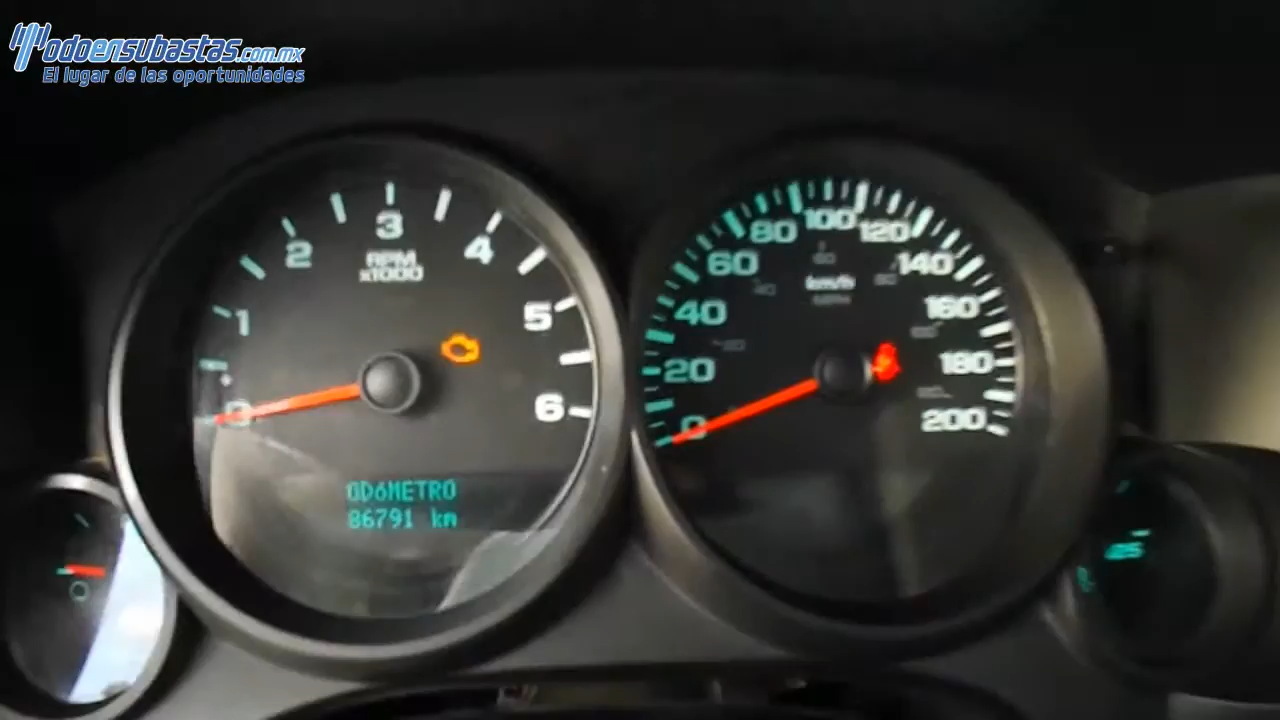 Todoensubastas.com.mx
El lugar de las oportunidades
0
1
2
3
4
5
6
RPM
x1000
ODÓMETRO
86791 km
0
20
40
60
80
100
120
140
160
180
200
km/h